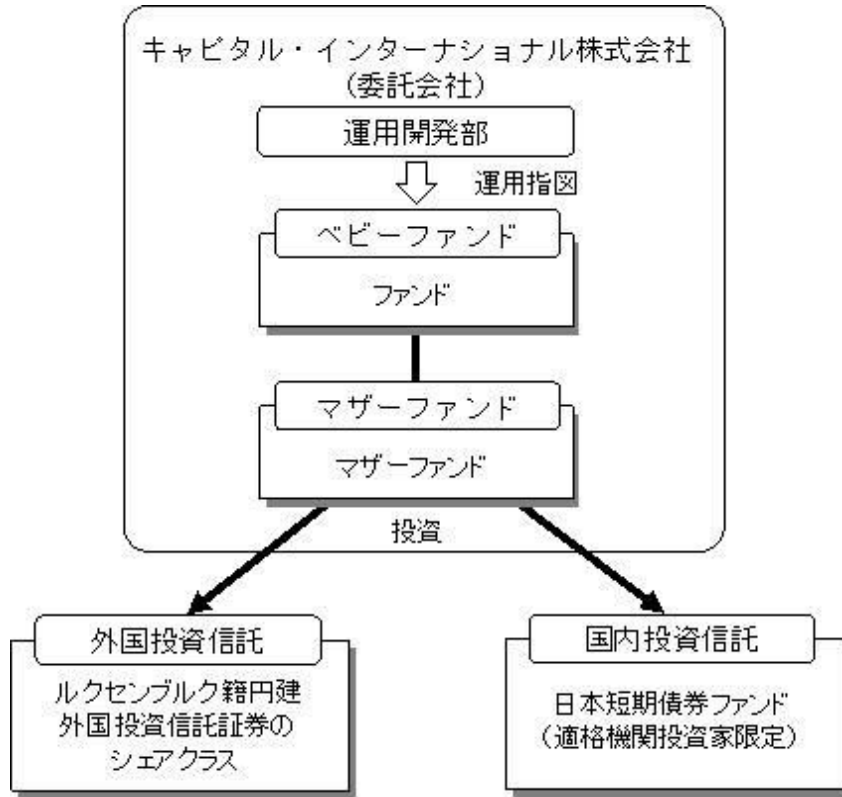 キャピタル・インターナショナル株式会社
（委託会社）
運用開発部
運用指図
ベビーファンド
ファンド
マザーファンド
マザーファンド
投資
外国投資信託
ルクセンブルク籍円建
外国投資信託証券の
シェアクラス
国内投資信託
日本短期債券ファンド
（適格機関投資家限定）